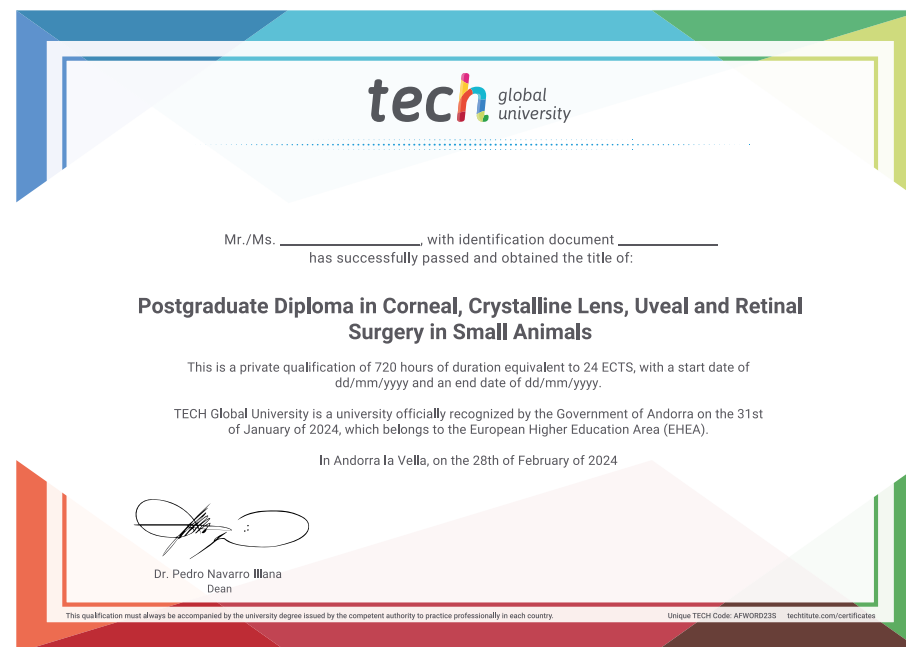 tech global
university
Mr./Ms. ____________________, with identification document ______________
has successfully passed and obtained the title of:
Postgraduate Diploma in Corneal, Crystalline Lens, Uveal and Retinal
Surgery in Small Animals
This is a private qualification of 720 hours of duration equivalent to 24 ECTS, with a start date of
dd/mm/yyyy and an end date of dd/mm/yyyy.
TECH Global University is a university officially recognized by the Government of Andorra on the 31st
of January of 2024, which belongs to the European Higher Education Area (EHEA).
In Andorra la Vella, on the 28th of February of 2024
Dr. Pedro Navarro Illana
Dean
This qualification must always be accompanied by the university degree issued by the competent authority to practice professionally in each country.
Unique TECH Code: AFWORD23S techtitute.com/certificates